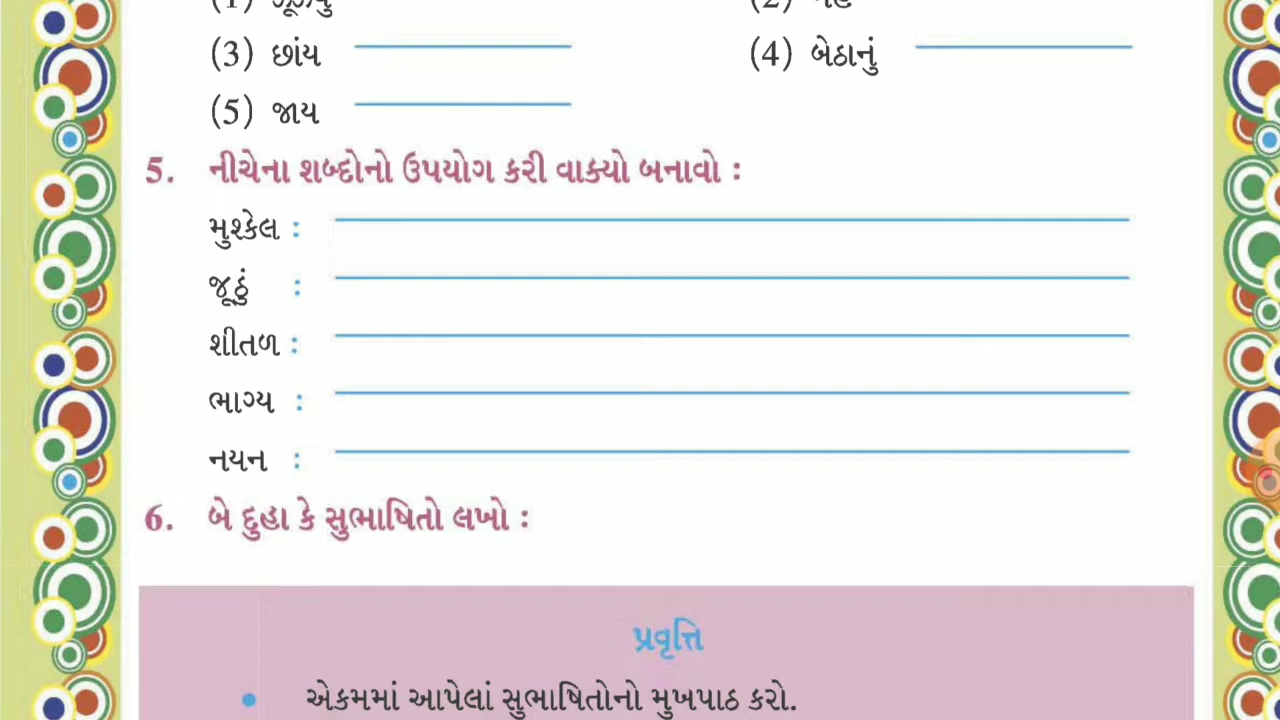 (3) છાંય (4) બેઠાનું
(5) જાય
5. નીચેના શબ્દોનો ઉપયોગ કરી વાક્યો બનાવો :
મુશ્કેલ :
જૂઠું :
શીતળ :
ભાગ્ય :
નયન :
6. બે દુહા કે સુભાષિતો લખો :
પ્રવૃત્તિ
• એકમમાં આપેલાં સુભાષિતોનો મુખપાઠ કરો.